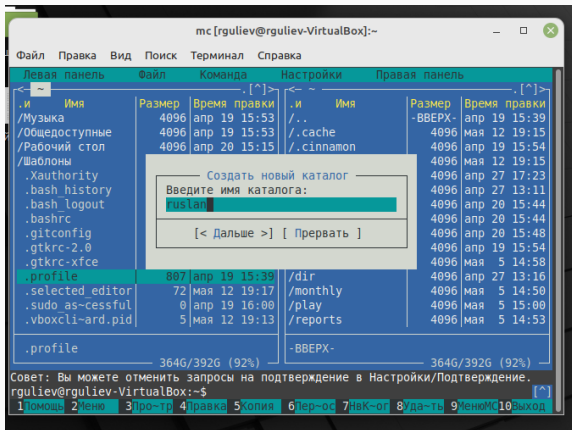 mc [rguliev@rguliev-VirtualBox]:~
Файл Правка Вид Поиск Терминал Справка
Левая панель Файл Команда Настройки Правая панель
<─ ~ ─ .[^]> <─ ~ ─ .[^]>
.и Имя Размер Время правки .и Имя Размер Время правки
/Музыка 4096 апр 19 15:53 /.. -ВВЕРХ- апр 19 15:39
/Общедоступные 4096 апр 19 15:53 /.cache 4096 мая 12 19:15
/Рабочий стол 4096 апр 20 15:15 /.cinnamon 4096 апр 19 15:54
/Шаблоны 4096 мая 12 19:15
.Xauthority Создать новый каталог 4096 апр 27 17:23
.bash_history Введите имя каталога: 4096 апр 27 13:11
.bash_logout ruslan 4096 апр 20 15:44
.bashrc 4096 апр 20 15:44
.gitconfig [< Дальше >] [ Прервать ] 4096 апр 20 15:48
.gtkrc-2.0 4096 апр 19 15:54
.gtkrc-xfce 4096 мая 5 14:58
.profile 807 апр 19 15:39 /dir 4096 апр 27 13:16
.selected_editor 72 мая 12 19:17 /monthly 4096 мая 5 14:50
.sudo_as~cessful 0 апр 19 16:00 /play 4096 мая 5 15:00
.vboxcli~ard.pid 5 мая 12 19:13 /reports 4096 мая 5 14:53
.profile -ВВЕРХ-
364G/392G (92%) 364G/392G (92%)
Совет: Вы можете отменить запросы на подтверждение в Настройки/Подтверждение.
rguliev@rguliev-VirtualBox:~$ [^]
1Помощь 2Меню 3Про~тр 4Правка 5Копия 6Пер~ос 7НвК~ог 8Уда~ть 9МенюМС 10Выход